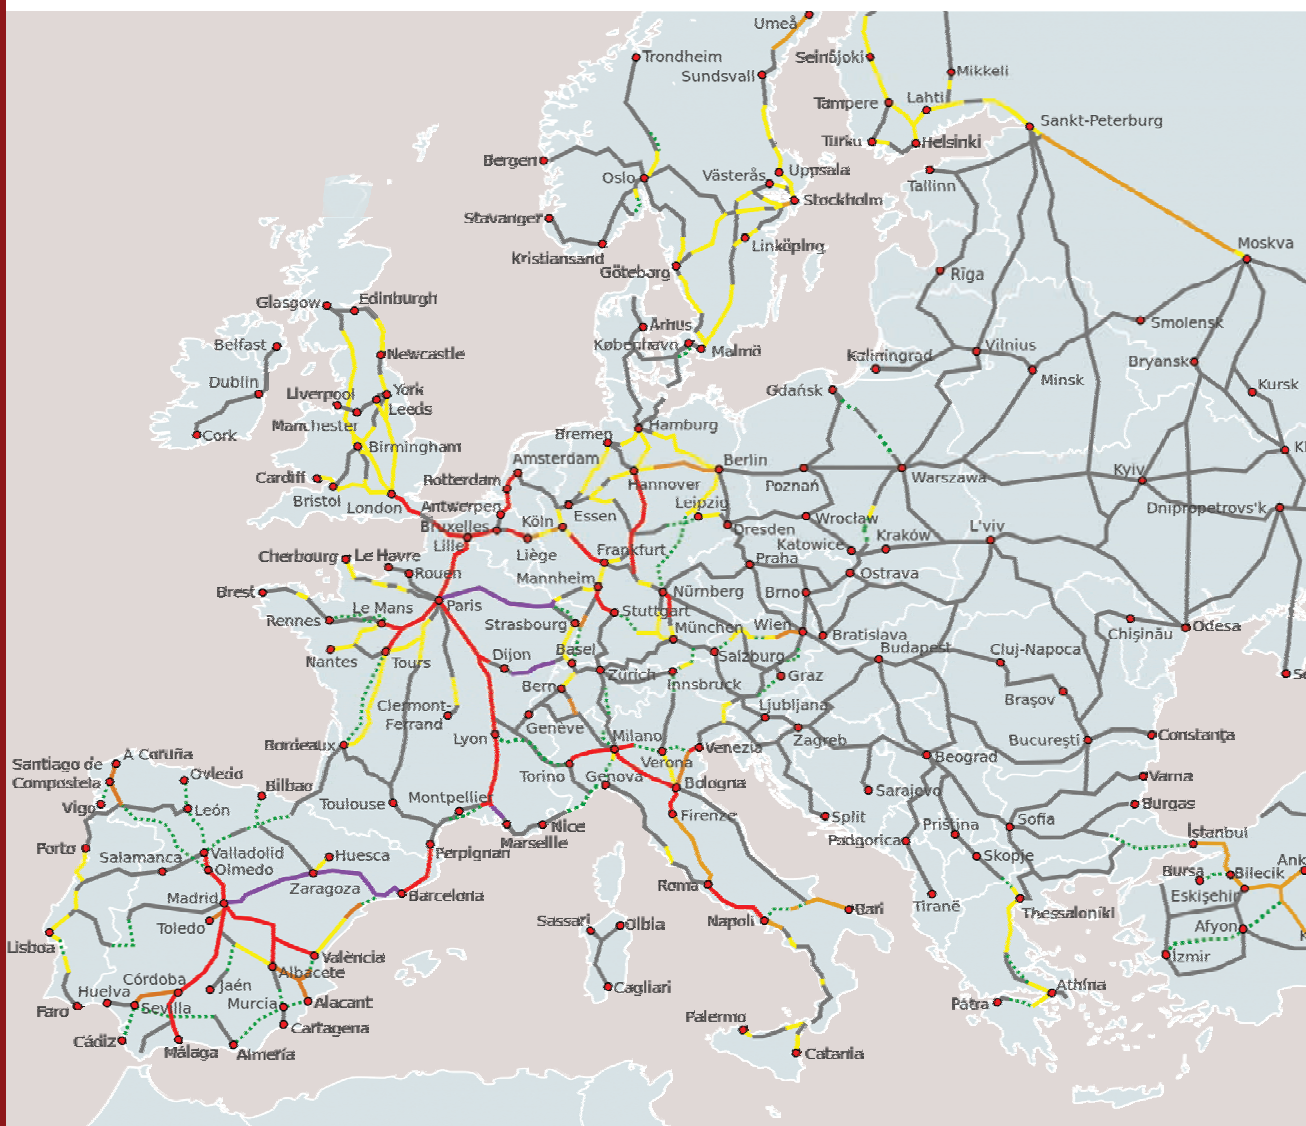 Umeå
Trondheim
Sundsvall
Seinäjoki
Mikkeli
Tampere
Lahti
Sankt-Peterburg
Turku
Helsinki
Bergen
Oslo
Västerås
Uppsala
Tallinn
Stockholm
Stavanger
Linköping
Moskva
Kristiansand
Göteborg
Rīga
Glasgow
Edinburgh
Smolensk
Århus
Belfast
København
Malmö
Newcastle
Kaliningrad
Vilnius
Bryansk
Dublin
Liverpool
York
Leeds
Gdańsk
Minsk
Kursk
Manchester
Hamburg
Cork
Birmingham
Bremen
Amsterdam
Berlin
Cardiff
Rotterdam
Hannover
Poznań
Warszawa
Kyiv
Bristol
London
Antwerpen
Essen
Leipzig
Dnipropetrovs'k
Bruxelles
Köln
Dresden
Wrocław
L'viv
Lille
Liège
Frankfurt
Katowice
Kraków
Cherbourg
Le Havre
Rouen
Mannheim
Praha
Ostrava
Brest
Le Mans
Paris
Nürnberg
Brno
Rennes
Strasbourg
Stuttgart
München
Wien
Bratislava
Chişinău
Odesa
Nantes
Tours
Dijon
Basel
Salzburg
Budapest
Cluj-Napoca
Zürich
Innsbruck
Graz
Bern
Braşov
Clermont-
Ferrand
Genève
Ljubljana
Bordeaux
Lyon
Milano
Venezia
Zagreb
Bucureşti
Constanţa
A Coruña
Santiago de
Compostela
Oviedo
Verona
Beograd
Bilbao
Torino
Genova
Bologna
Varna
Vigo
León
Toulouse
Montpellier
Sarajevo
Burgas
Firenze
Split
Sofia
Nice
Marseille
Priština
İstanbul
Porto
Salamanca
Valladolid
Huesca
Perpignan
Podgorica
Skopje
Olmedo
Bursa
Bilecik
Zaragoza
Roma
Eskişehir
Madrid
Barcelona
Tiranë
Bari
Thessaloníki
Toledo
Sassari
Olbia
Napoli
Afyon
Lisboa
València
İzmir
Albacete
Córdoba
Jaén
Cagliari
Athína
Huelva
Sevilla
Murcia
Alacant
Pátra
Faro
Palermo
Cartagena
Cádiz
Málaga
Almería
Catania